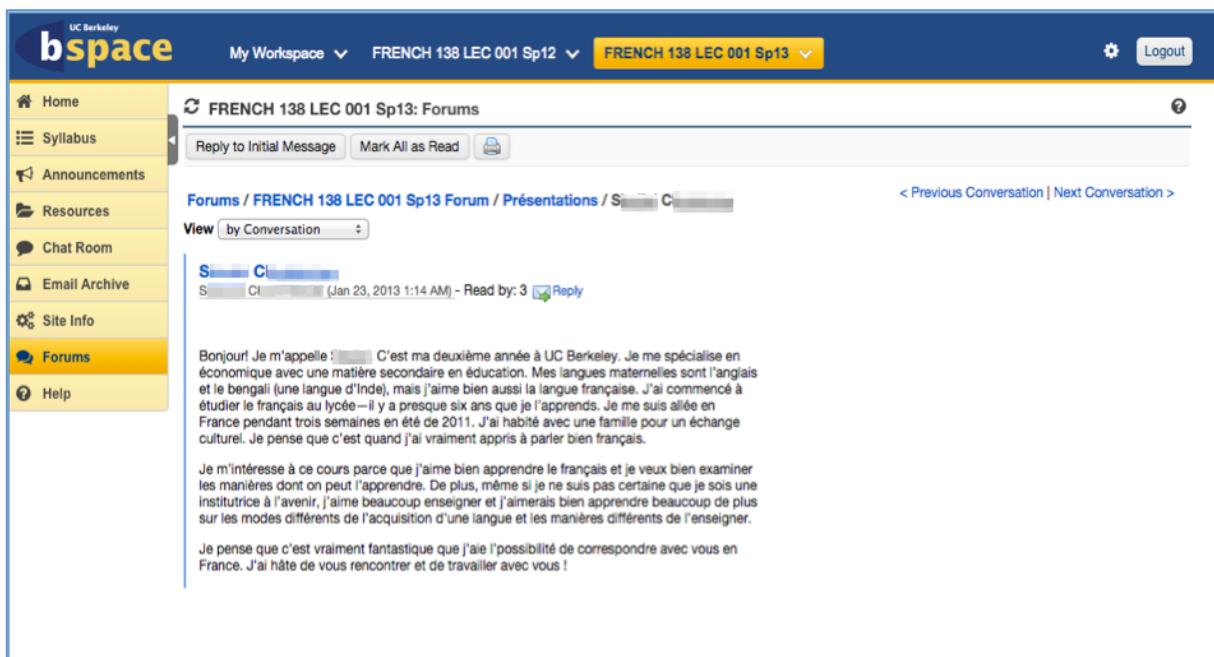 UC Berkeley
bspace
My Workspace
FRENCH 138 LEC 001 Sp12
FRENCH 138 LEC 001 Sp13
Logout
Home
Syllabus
Announcements
Resources
Chat Room
Email Archive
Site Info
Forums
Help
FRENCH 138 LEC 001 Sp13: Forums
Reply to Initial Message
Mark All as Read
Forums / FRENCH 138 LEC 001 Sp13 Forum / Présentations / S C
< Previous Conversation | Next Conversation >
View by Conversation
S C
S C (Jan 23, 2013 1:14 AM) - Read by: 3 Reply
Bonjour! Je m'appelle C'est ma deuxième année à UC Berkeley. Je me spécialise en
économique avec une matière secondaire en éducation. Mes langues maternelles sont l'anglais
et le bengali (une langue d'Inde), mais j'aime bien aussi la langue française. J'ai commencé à
étudier le français au lycée—il y a presque six ans que je l'apprends. Je me suis allée en
France pendant trois semaines en été de 2011. J'ai habité avec une famille pour un échange
culturel. Je pense que c'est quand j'ai vraiment appris à parler bien français.
Je m'intéresse à ce cours parce que j'aime bien apprendre le français et je veux bien examiner
les manières dont on peut l'apprendre. De plus, même si je ne suis pas certaine que je sois une
institutrice à l'avenir, j'aime beaucoup enseigner et j'aimerais bien apprendre beaucoup de plus
sur les modes différents de l'acquisition d'une langue et les manières différents de l'enseigner.
Je pense que c'est vraiment fantastique que j'aie l'possibilité de correspondre avec vous en
France. J'ai hâte de vous rencontrer et de travailler avec vous !